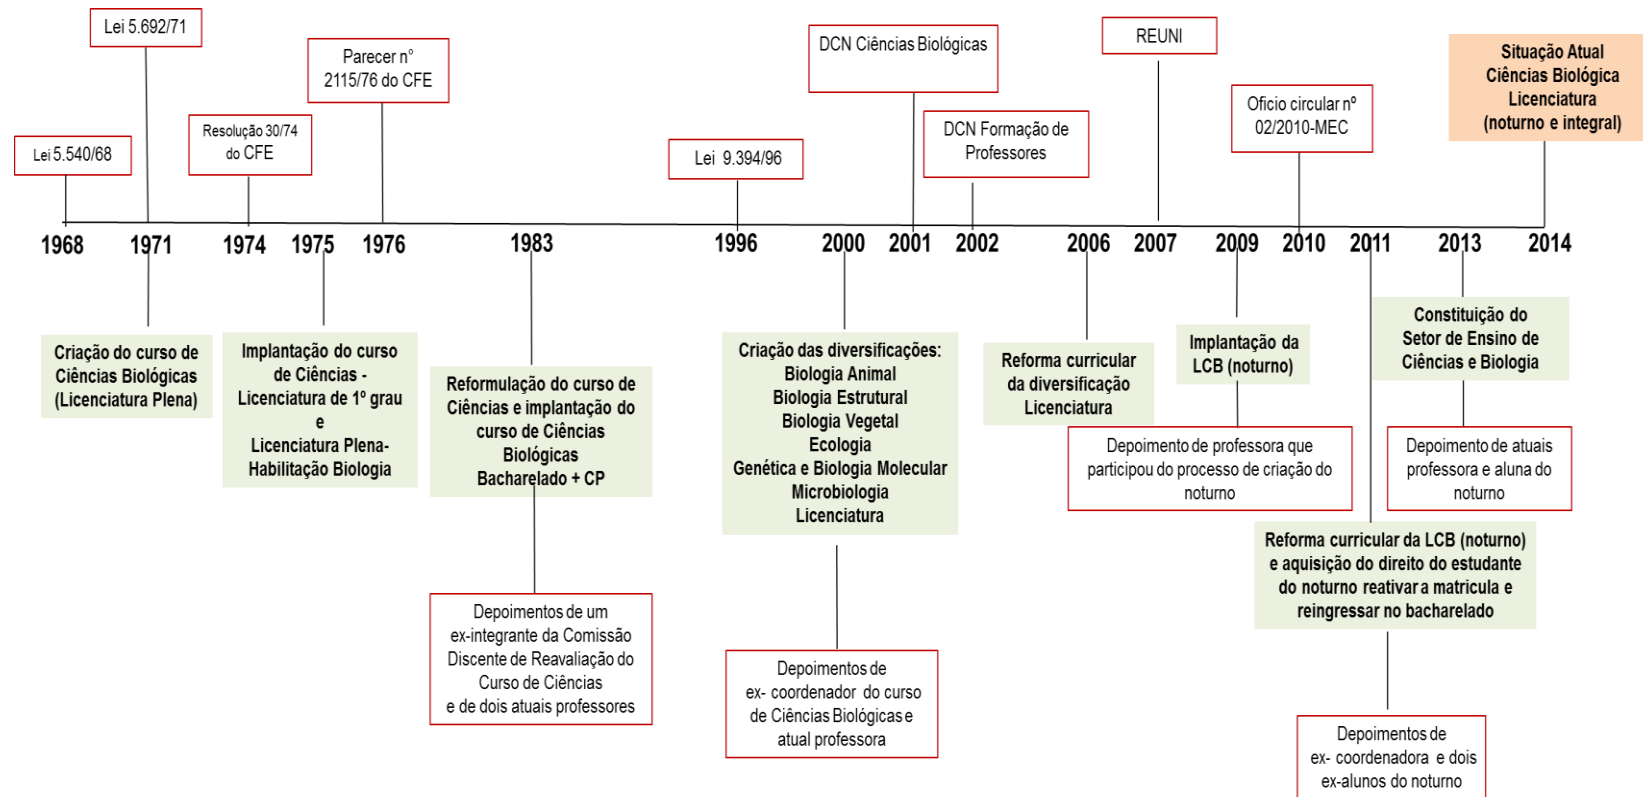 Lei 5.692/71
Parecer nº
2115/76 do CFE
Resolução 30/74
do CFE
Lei 5.540/68
Lei 9.394/96
DCN Ciências Biológicas
DCN Formação de
Professores
REUNI
Oficio circular nº
02/2010-MEC
Situação Atual
Ciências Biológica
Licenciatura
(noturno e integral)
1968
1971
1974
1975
1976
1983
1996
2000
2001
2002
2006
2007
2009
2010
2011
2013
2014
Criação do curso de
Ciências Biológicas
(Licenciatura Plena)
Implantação do curso
de Ciências -
Licenciatura de 1º grau
e
Licenciatura Plena-
Habilitação Biologia
Reformulação do curso de
Ciências e implantação do
curso de Ciências
Biológicas
Bacharelado + CP
Depoimentos de um
ex-integrante da Comissão
Discente de Reavaliação do
Curso de Ciências
e de dois atuais professores
Criação das diversificações:
Biologia Animal
Biologia Estrutural
Biologia Vegetal
Ecologia
Genética e Biologia Molecular
Microbiologia
Licenciatura
Depoimentos de
ex- coordenador do curso
de Ciências Biológicas e
atual professora
Reforma curricular
da diversificação
Licenciatura
Implantação da
LCB (noturno)
Depoimento de professora que
participou do processo de criação do
noturno
Constituição do
Setor de Ensino de
Ciências e Biologia
Depoimento de atuais
professora e aluna do
noturno
Reforma curricular da LCB (noturno)
e aquisição do direito do estudante
do noturno reativar a matricula e
reingressar no bacharelado
Depoimentos de
ex- coordenadora e dois
ex-alunos do noturno